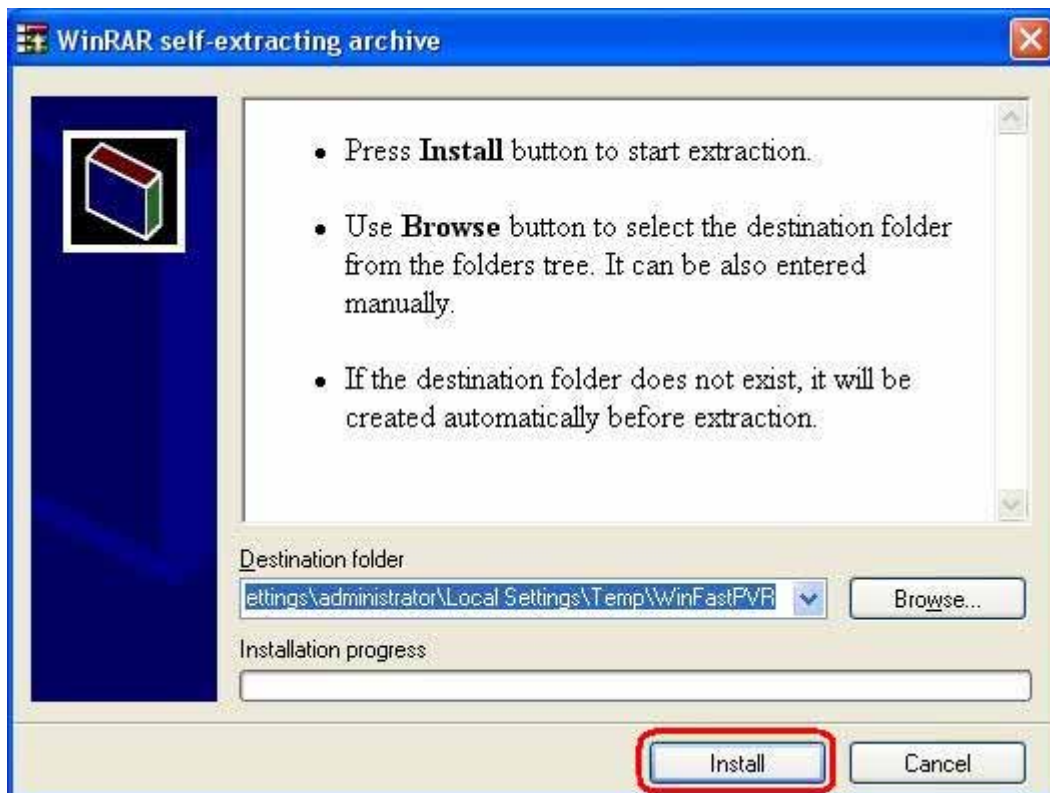 WinRAR self-extracting archive
• Press Install button to start extraction.
• Use Browse button to select the destination folder
from the folders tree. It can be also entered
manually.
• If the destination folder does not exist, it will be
created automatically before extraction.
Destination folder
ettings\administrator\Local Settings\Temp\WinFastPVR
Browse...
Installation progress
Install
Cancel